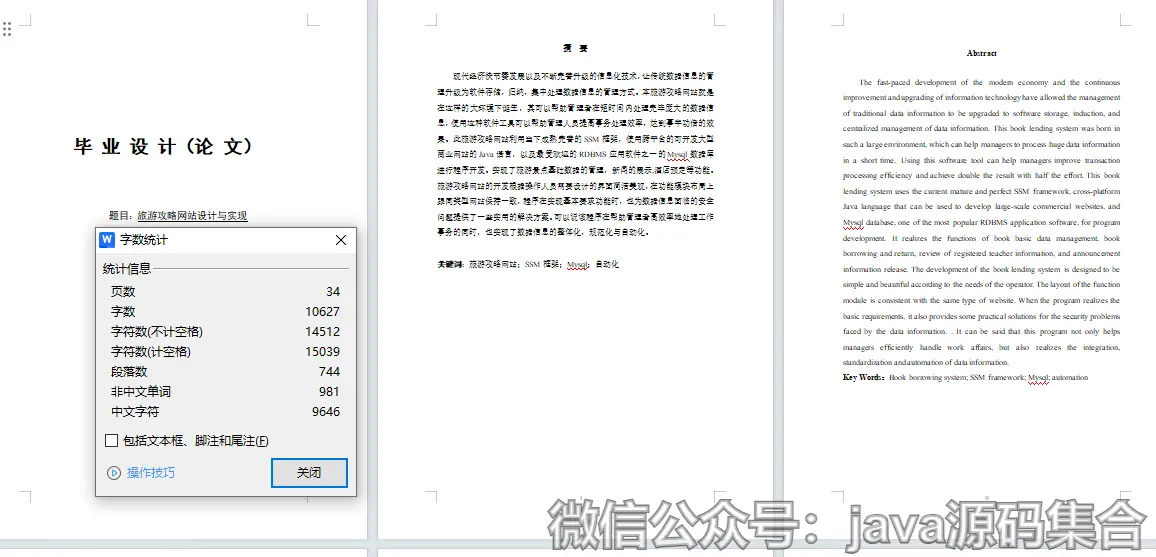 毕 业 设 计（论 文）
题目：旅游攻略网站设计与实现
字数统计
统计信息
页数 34
字数 10627
字符数(不计空格) 14512
字符数(计空格) 15039
段落数 744
非中文单词 981
中文字符 9646
包括文本框、脚注和尾注(F)
操作技巧
关闭
摘 要
现代经济快节奏发展以及不断完善升级的信息化技术，让传统数据信息的管
理升级为软件存储，归纳，集中处理数据信息的管理方式。本旅游攻略网站就是
在这样的大环境下诞生，其可以帮助管理者在短时间内处理完毕庞大的数据信
息，使用这种软件工具可以帮助管理人员提高事务处理效率，达到事半功倍的效
果。此旅游攻略网站利用当下成熟完善的 SSM 框架，使用跨平台的可开发大型
商业网站的 Java 语言，以及最受欢迎的 RDBMS 应用软件之一的 Mysql 数据库
进行程序开发。实现了旅游景点基础数据的管理，新闻的展示,酒店预定等功能。
旅游攻略网站的开发根据操作人员需要设计的界面简洁美观，在功能模块布局上
跟同类型网站保持一致，程序在实现基本要求功能时，也为数据信息面临的安全
问题提供了一些实用的解决方案。可以说该程序在帮助管理者高效率地处理工作
事务的同时，也实现了数据信息的整体化，规范化与自动化。
关键词：旅游攻略网站；SSM 框架；Mysql；自动化
Abstract
The fast-paced development of the modern economy and the continuous
improvement and upgrading of information technology have allowed the management
of traditional data information to be upgraded to software storage, induction, and
centralized management of data information. This book lending system was born in
such a large environment, which can help managers to process huge data information
in a short time. Using this software tool can help managers improve transaction
processing efficiency and achieve double the result with half the effort. This book
lending system uses the current mature and perfect SSM framework, cross-platform
Java language that can be used to develop large-scale commercial websites, and
Mysql database, one of the most popular RDBMS application software, for program
development. It realizes the functions of book basic data management, book
borrowing and return, review of registered teacher information, and announcement
information release. The development of the book lending system is designed to be
simple and beautiful according to the needs of the operator. The layout of the function
module is consistent with the same type of website. When the program realizes the
basic requirements, it also provides some practical solutions for the security problems
faced by the data information. . It can be said that this program not only helps
managers efficiently handle work affairs, but also realizes the integration,
standardization and automation of data information.
Key Words：Book borrowing system; SSM framework; Mysql; automation
微信公众号：java源码集合